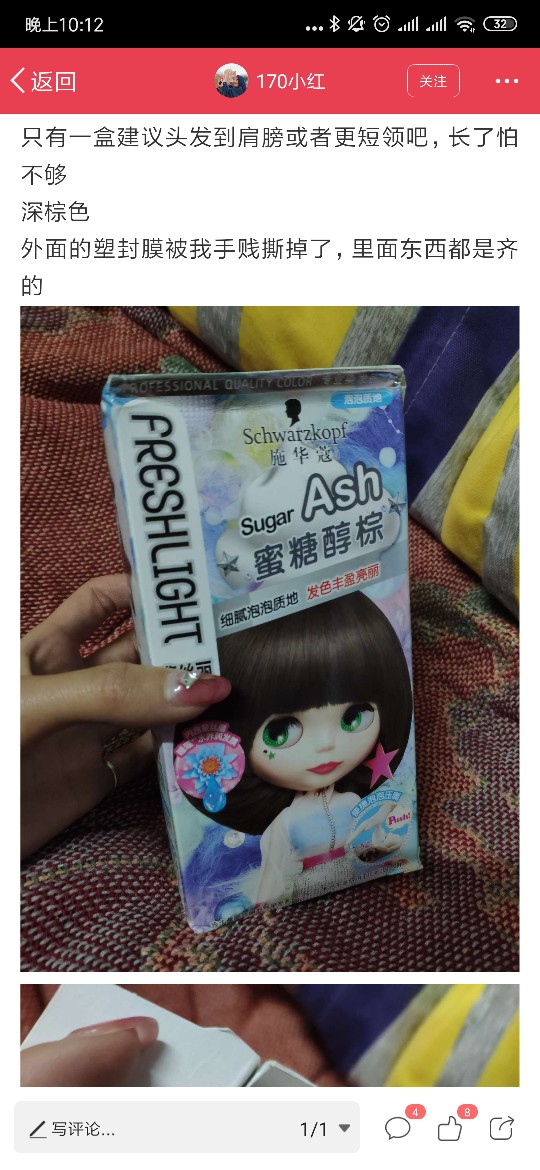 晚上10:12
32
返回
170小红
关注
只有一盒建议头发到肩膀或者更短领吧，长了怕
不够
深棕色
外面的塑封膜被我手贱撕掉了，里面东西都是齐
的
PROFESSIONAL QUALITY COLOR
泡泡质地
Schwarzkopf
施华蔻
FRESHLIGHT
Sugar Ash
蜜糖醇棕
细腻泡泡质地 发色丰盈亮丽
Push!
写评论...
1/1
4
8